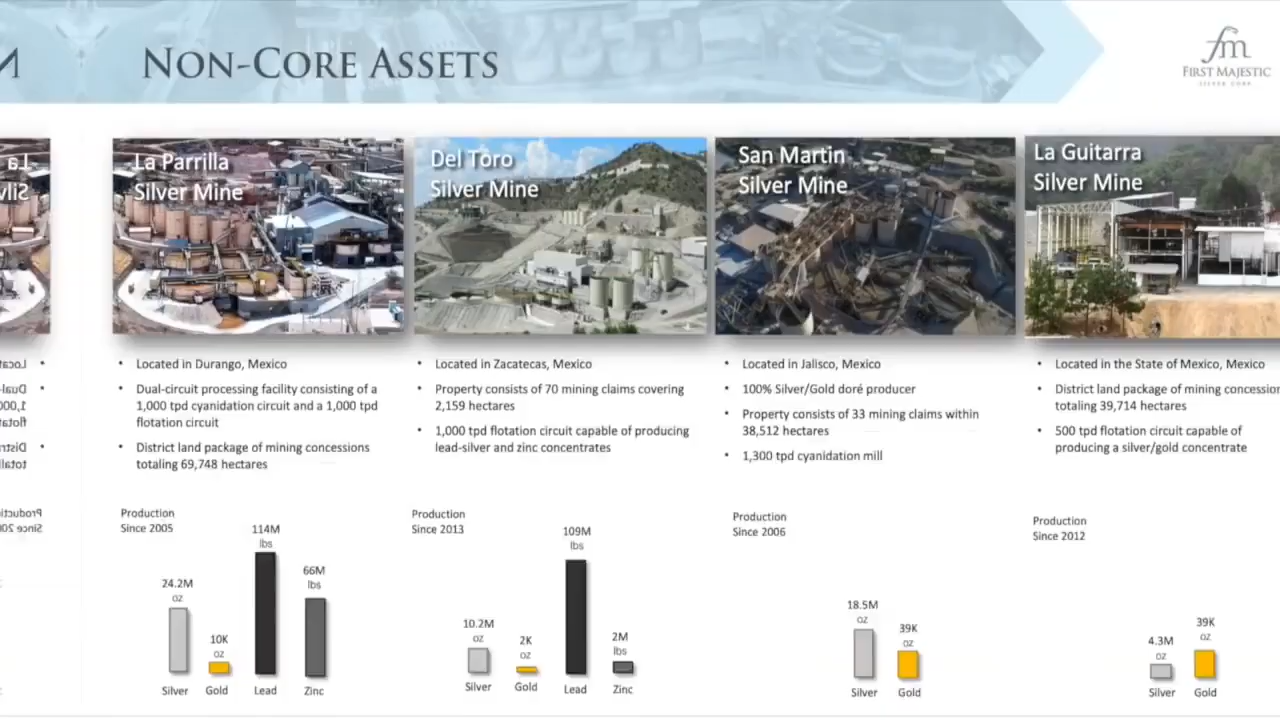 NON-CORE ASSETS
fm
FIRST MAJESTIC
SILVER CORP
La Parrilla
Silver Mine
• Located in Durango, Mexico
• Dual-circuit processing facility consisting of a
1,000 tpd cyanidation circuit and a 1,000 tpd
flotation circuit
• District land package of mining concessions
totaling 69,748 hectares
Production
Since 2005
24.2M
oz
10K
oz
114M
lbs
66M
lbs
Silver
Gold
Lead
Zinc
Del Toro
Silver Mine
• Located in Zacatecas, Mexico
• Property consists of 70 mining claims covering
2,159 hectares
• 1,000 tpd flotation circuit capable of producing
lead-silver and zinc concentrates
Production
Since 2013
10.2M
oz
2K
oz
109M
lbs
2M
lbs
Silver
Gold
Lead
Zinc
San Martin
Silver Mine
• Located in Jalisco, Mexico
• 100% Silver/Gold doré producer
• Property consists of 33 mining claims within
38,512 hectares
• 1,300 tpd cyanidation mill
Production
Since 2006
18.5M
oz
39K
oz
Silver
Gold
La Guitarra
Silver Mine
• Located in the State of Mexico, Mexico
• District land package of mining concession
totaling 39,714 hectares
• 500 tpd flotation circuit capable of
producing a silver/gold concentrate
Production
Since 2012
4.3M
oz
39K
oz
Silver
Gold